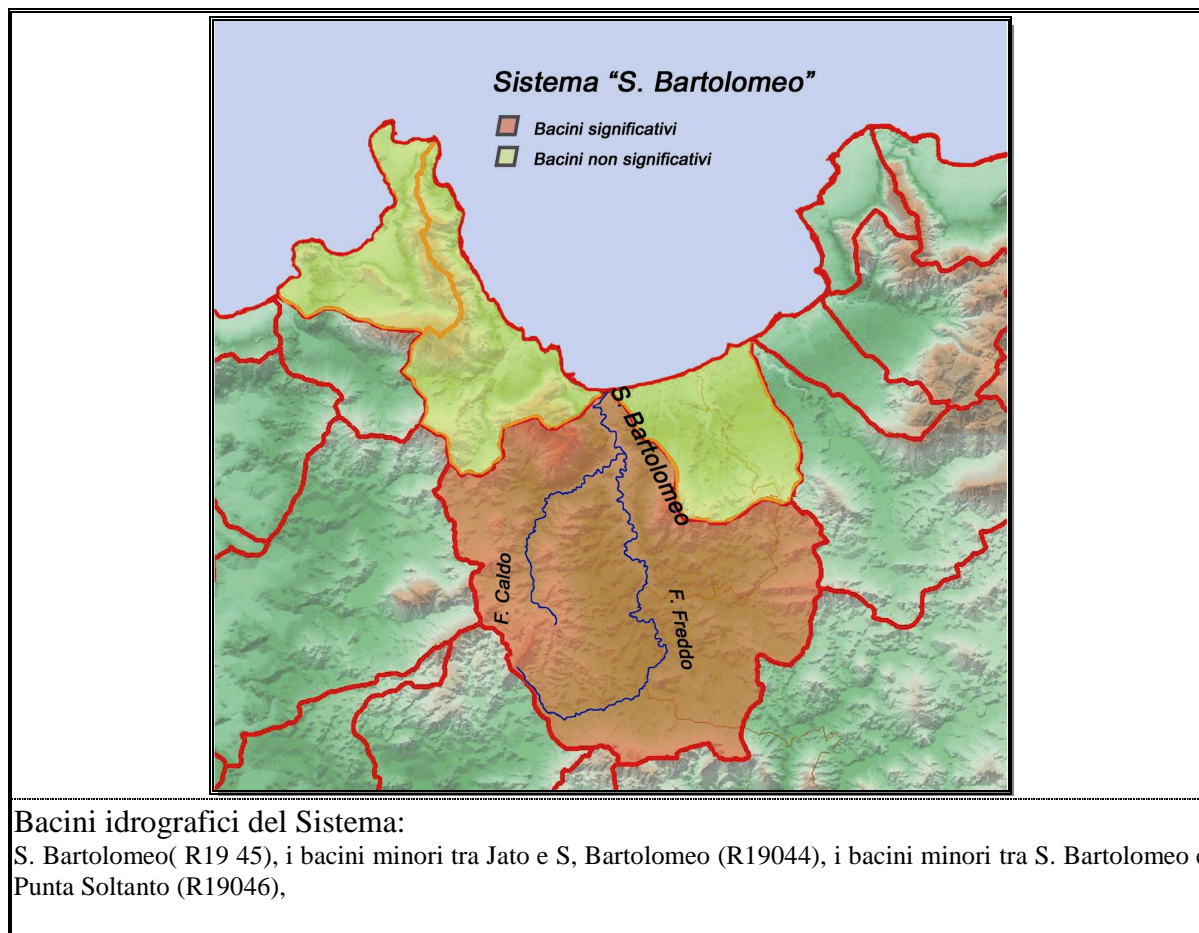 Sistema "S. Bartolomeo"
Bacini significativi
Bacini non significativi
S. Bartolomeo
F. Caldo
F. Freddo
Bacini idrografici del Sistema:
S. Bartolomeo( R19 45), i bacini minori tra Jato e S, Bartolomeo (R19044), i bacini minori tra S. Bartolomeo e
Punta Soltanto (R19046),